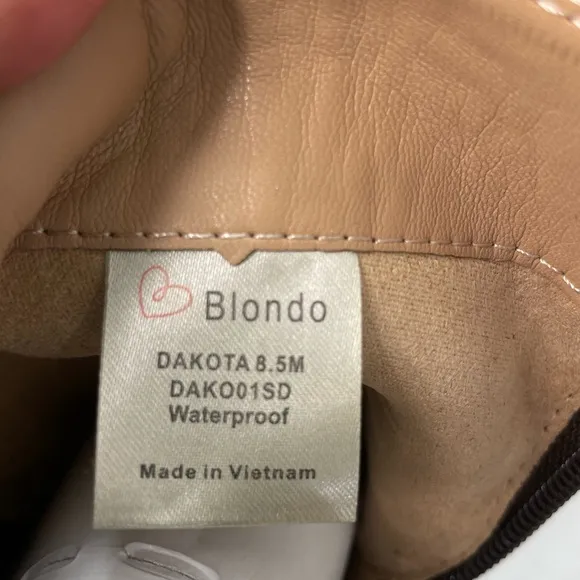 Blondo
DAKOTA 8.5M
DAKO01SD
Waterproof
Made in Vietnam